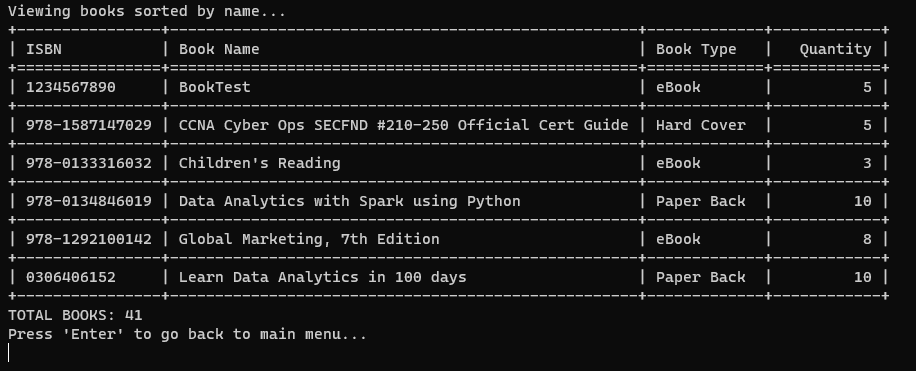 Viewing books sorted by name...
+----------------+----------------------------------------------------+-------------+------------+
| ISBN           | Book Name                                          | Book Type   |   Quantity |
+================+====================================================+=============+============+
| 1234567890     | BookTest                                           | eBook       |          5 |
+----------------+----------------------------------------------------+-------------+------------+
| 978-1587147029 | CCNA Cyber Ops SECFND #210-250 Official Cert Guide | Hard Cover  |          5 |
+----------------+----------------------------------------------------+-------------+------------+
| 978-0133316032 | Children's Reading                                 | eBook       |          3 |
+----------------+----------------------------------------------------+-------------+------------+
| 978-0134846019 | Data Analytics with Spark using Python             | Paper Back  |         10 |
+----------------+----------------------------------------------------+-------------+------------+
| 978-1292100142 | Global Marketing, 7th Edition                      | eBook       |          8 |
+----------------+----------------------------------------------------+-------------+------------+
| 0306406152     | Learn Data Analytics in 100 days                   | Paper Back  |         10 |
+----------------+----------------------------------------------------+-------------+------------+
TOTAL BOOKS: 41
Press 'Enter' to go back to main menu...